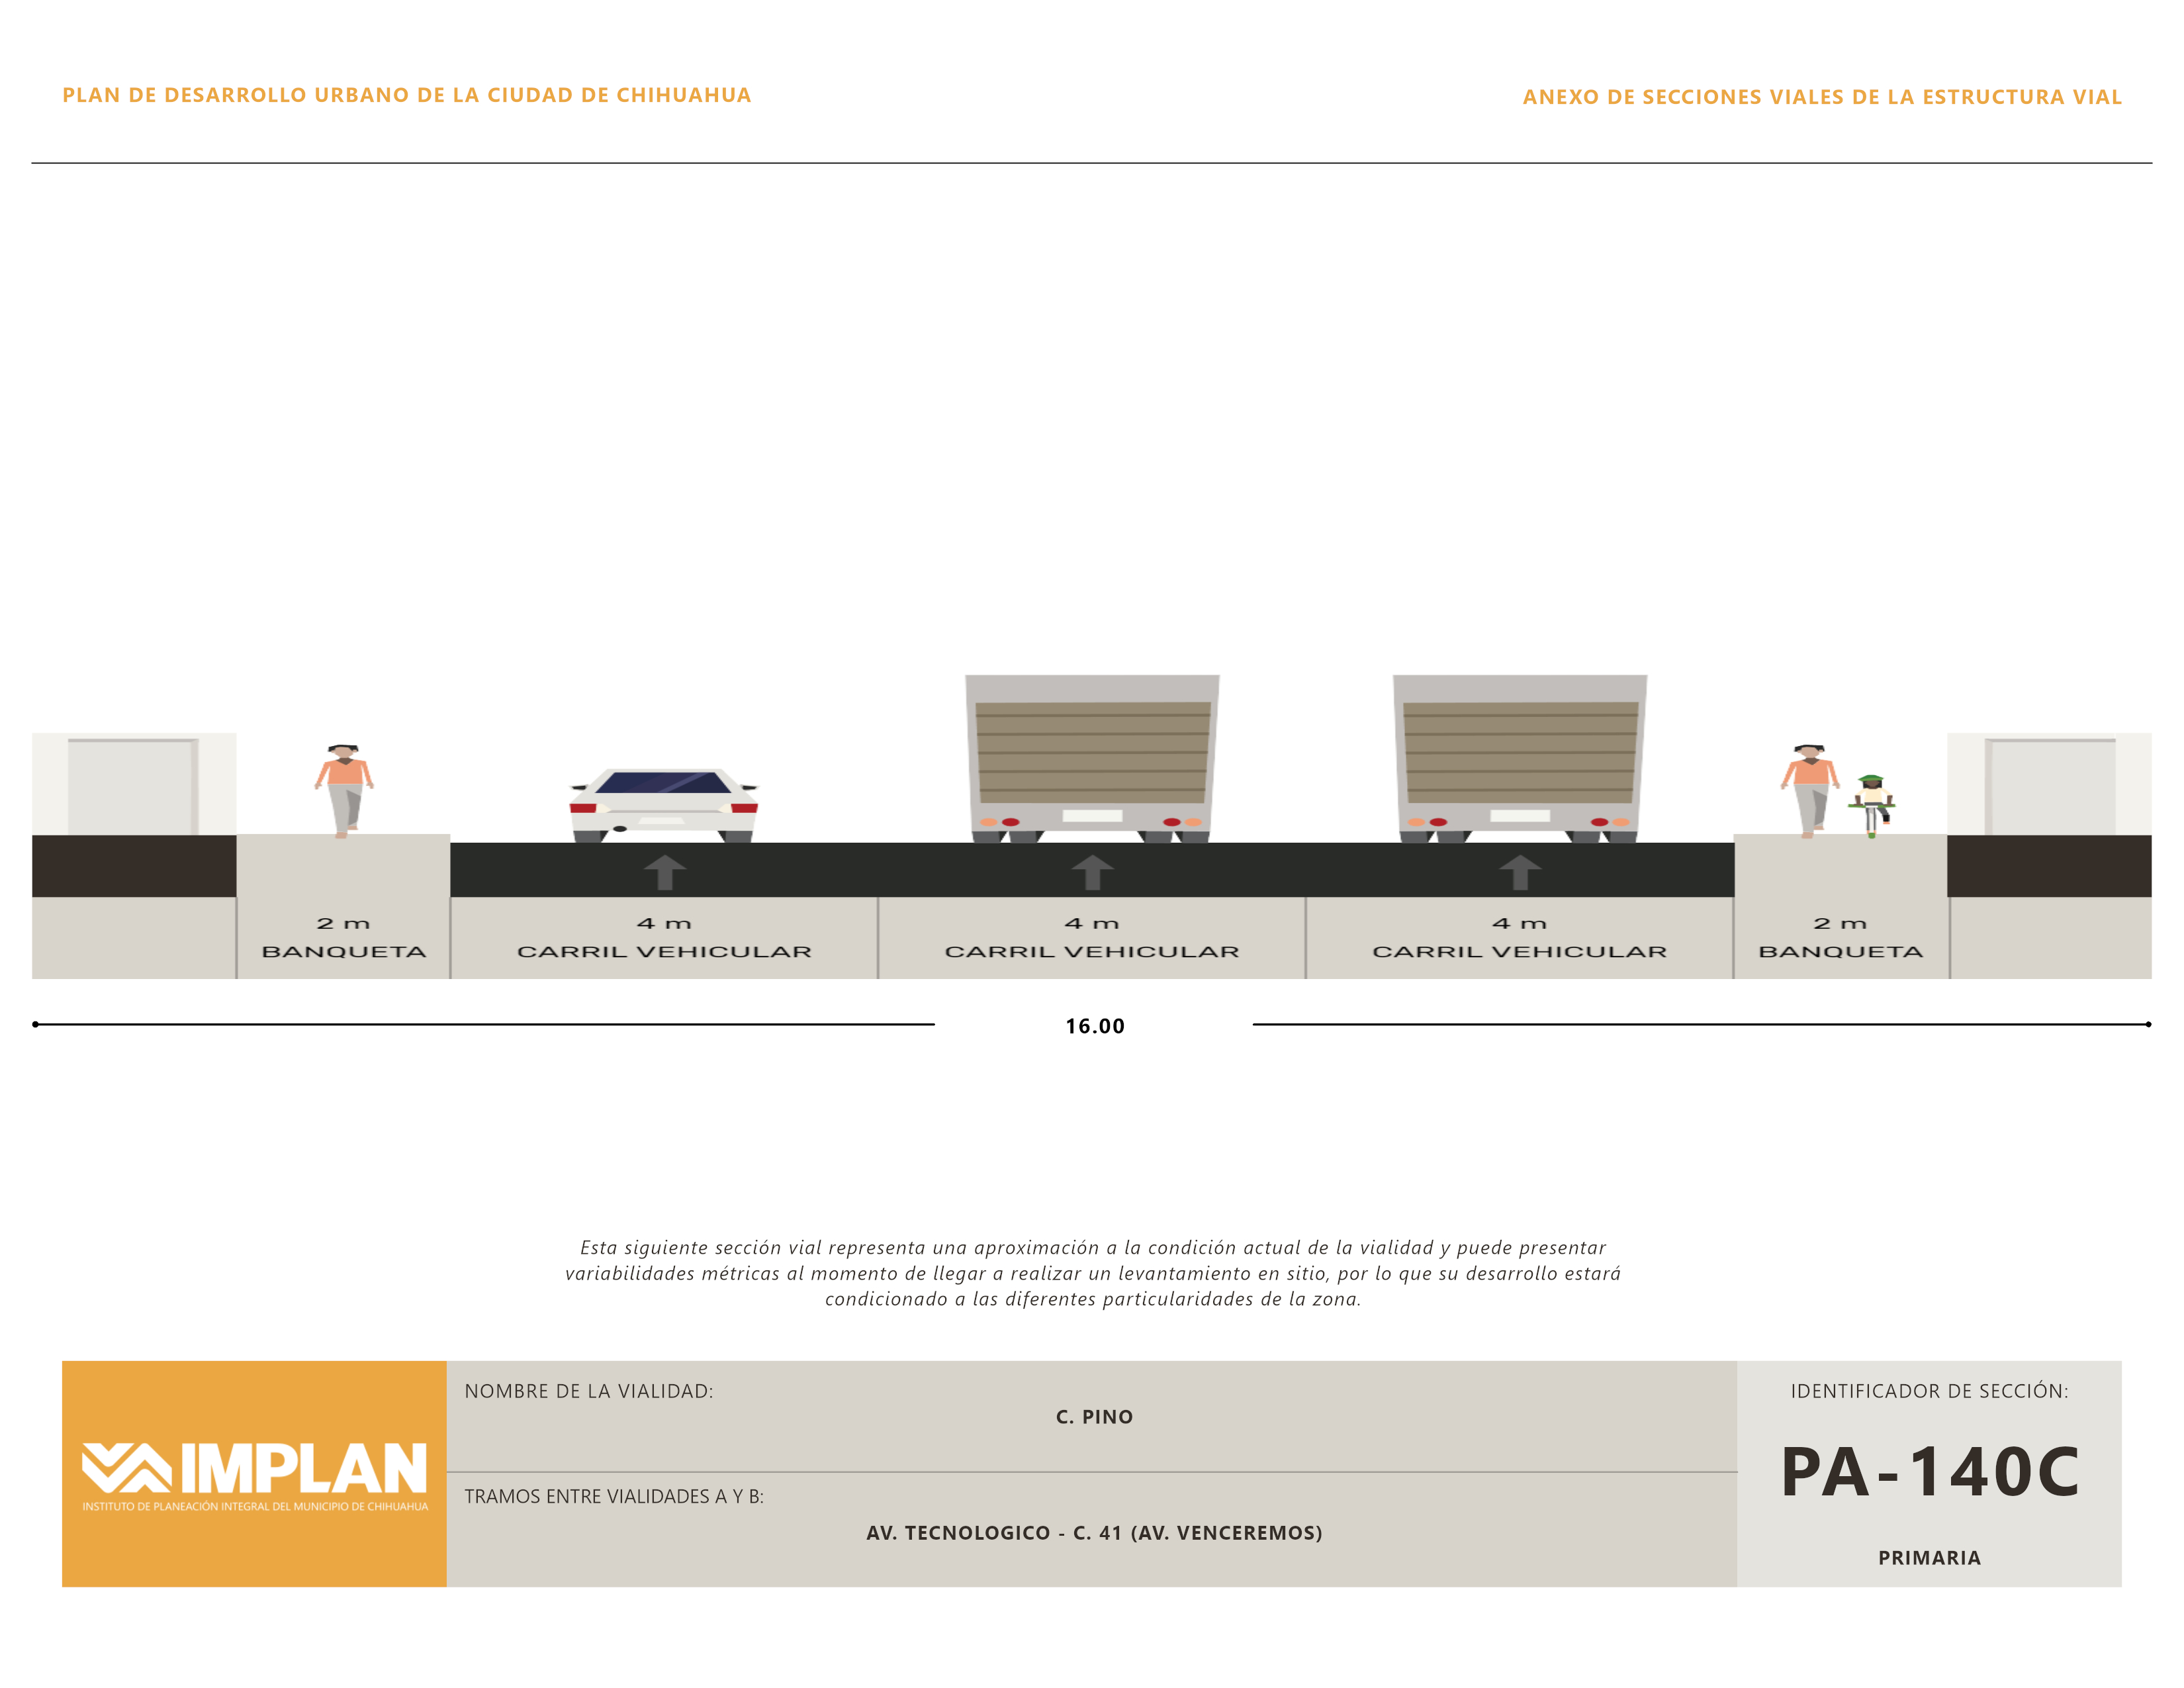 PLAN DE DESARROLLO URBANO DE LA CIUDAD DE CHIHUAHUA
ANEXO DE SECCIONES VIALES DE LA ESTRUCTURA VIAL
2 m
BANQUETA
4 m
CARRIL VEHICULAR
4 m
CARRIL VEHICULAR
4 m
CARRIL VEHICULAR
2 m
BANQUETA
16.00
Esta siguiente sección vial representa una aproximación a la condición actual de la vialidad y puede presentar
variabilidades métricas al momento de llegar a realizar un levantamiento en sitio, por lo que su desarrollo estará
condicionado a las diferentes particularidades de la zona.
IMPLAN
INSTITUTO DE PLANEACIÓN INTEGRAL DEL MUNICIPIO DE CHIHUAHUA
NOMBRE DE LA VIALIDAD:
C. PINO
TRAMOS ENTRE VIALIDADES A Y B:
AV. TECNOLOGICO - C. 41 (AV. VENCEREMOS)
IDENTIFICADOR DE SECCIÓN:
PA-140C
PRIMARIA